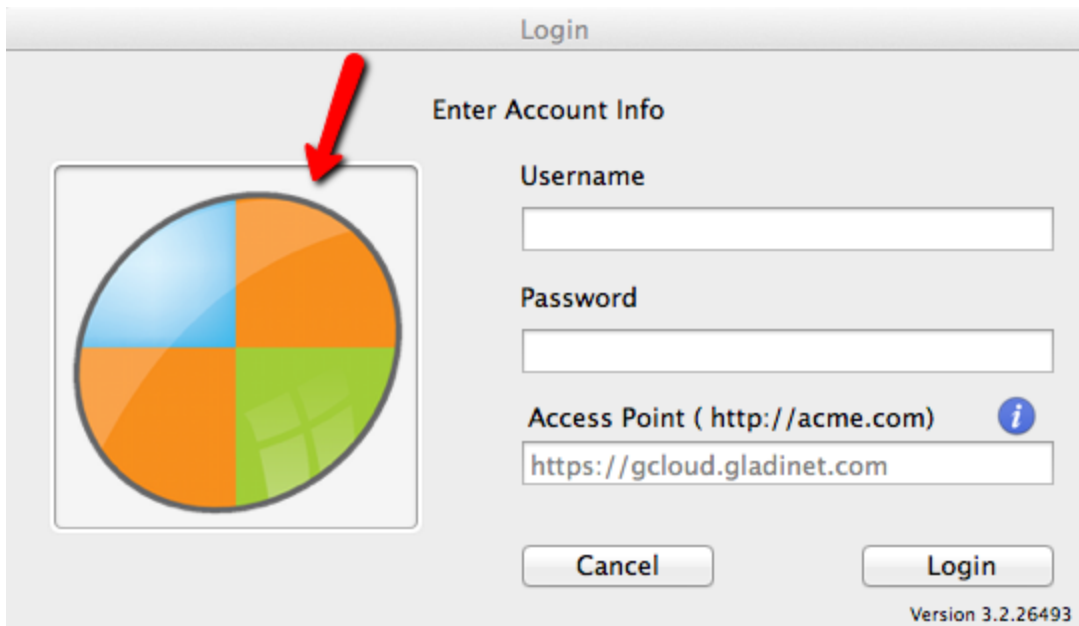 Login
Enter Account Info
Username
Password
Access Point ( http://acme.com)
i
https://gcloud.gladinet.com
Cancel
Login
Version 3.2.26493